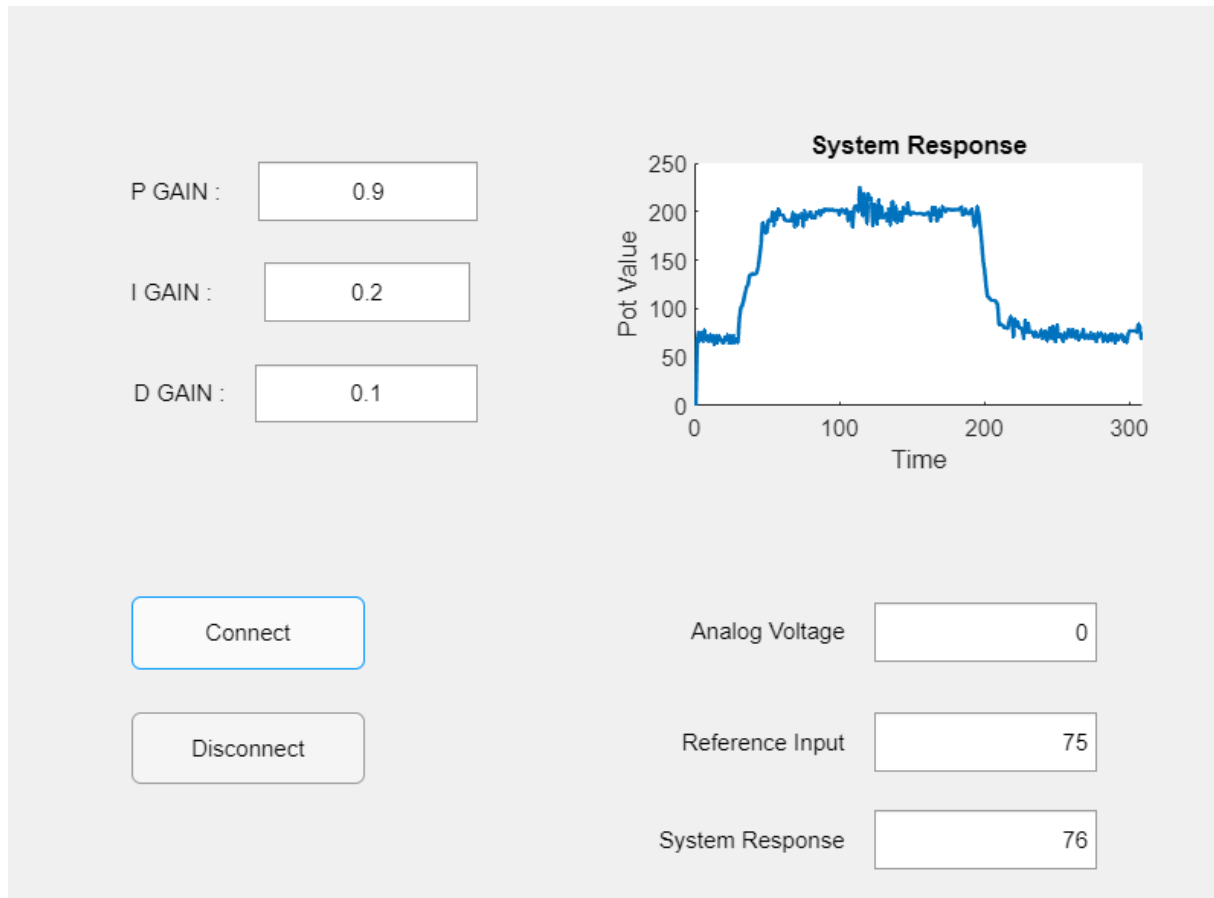 P GAIN : 0.9
I GAIN : 0.2
D GAIN : 0.1
System Response
250
200
150
100
50
0
Pot Value
0 100 200 300
Time
Connect
Disconnect
Analog Voltage 0
Reference Input 75
System Response 76